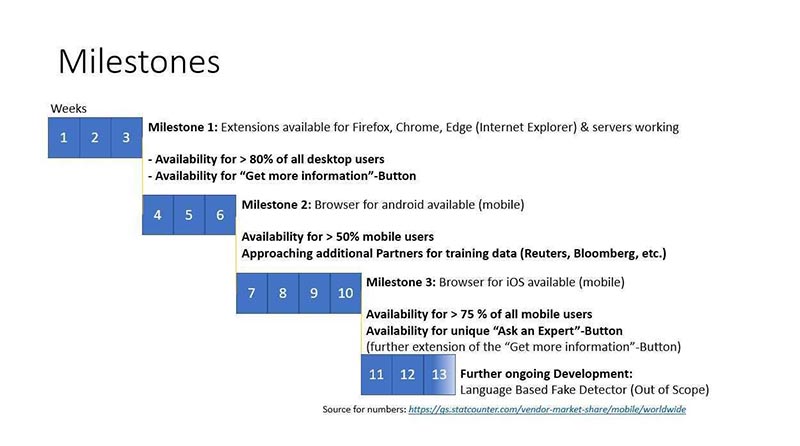 Milestones
Weeks
1 2 3
Milestone 1: Extensions available for Firefox, Chrome, Edge (Internet Explorer) & servers working
- Availability for > 80% of all desktop users
- Availability for “Get more information”-Button
4 5 6
Milestone 2: Browser for android available (mobile)
Availability for > 50% mobile users
Approaching additional Partners for training data (Reuters, Bloomberg, etc.)
7 8 9 10
Milestone 3: Browser for iOS available (mobile)
Availability for > 75 % of all mobile users
Availability for unique “Ask an Expert”-Button
(further extension of the “Get more information”-Button)
11 12 13
Further ongoing Development:
Language Based Fake Detector (Out of Scope)
Source for numbers: https://gs.statcounter.com/vendor-market-share/mobile/worldwide